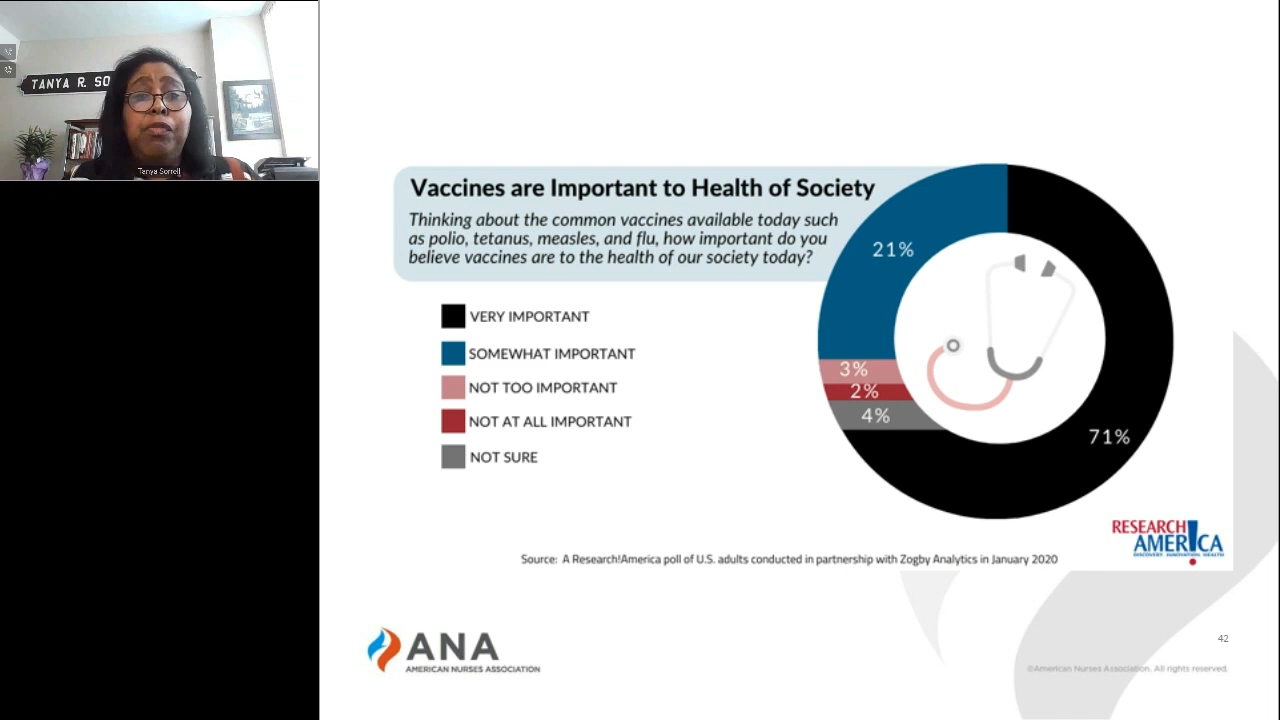 TANYA R. SO
Tanya Sorrell
Vaccines are Important to Health of Society
Thinking about the common vaccines available today such
as polio, tetanus, measles, and flu, how important do you
believe vaccines are to the health of our society today?
VERY IMPORTANT
SOMEWHAT IMPORTANT
NOT TOO IMPORTANT
NOT AT ALL IMPORTANT
NOT SURE
21%
3%
2%
4%
71%
RESEARCH
AMERICA
DISCOVERY. INNOVATION. HEALTH
Source: A Research!America poll of U.S. adults conducted in partnership with Zogby Analytics in January 2020
ANA
AMERICAN NURSES ASSOCIATION
42
©American Nurses Association. All rights reserved.